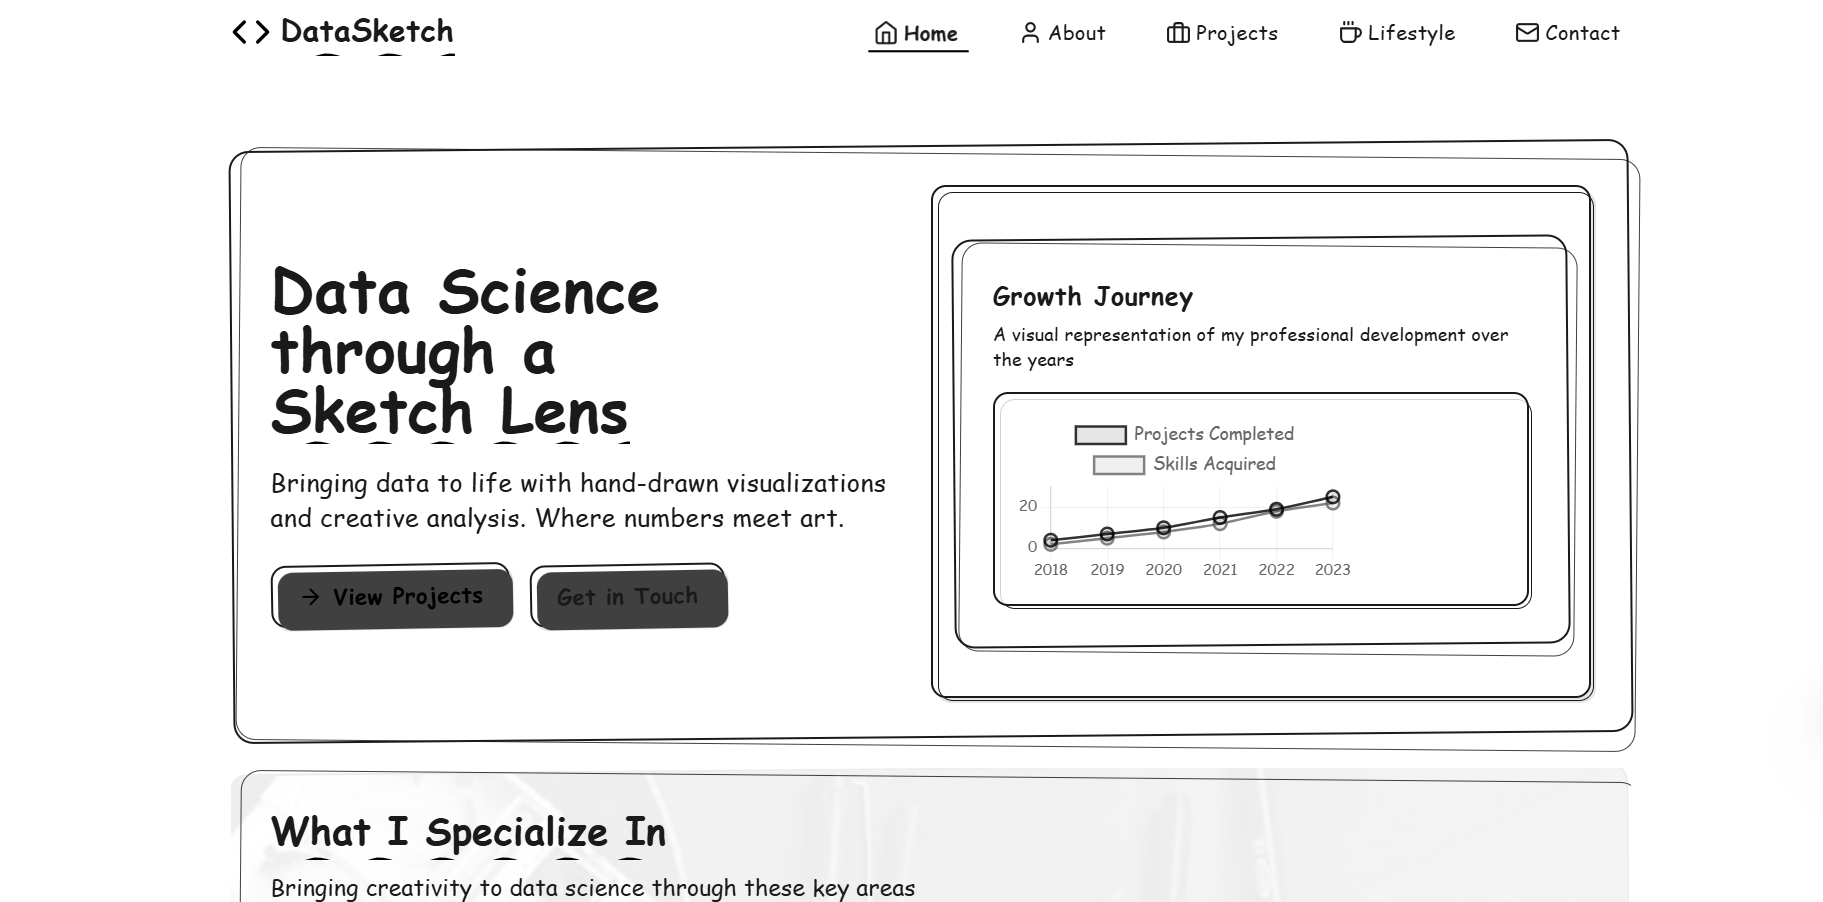 DataSketch
Home
About
Projects
Lifestyle
Contact
Data Science
through a
Sketch Lens
Bringing data to life with hand-drawn visualizations
and creative analysis. Where numbers meet art.
View Projects
Get in Touch
Growth Journey
A visual representation of my professional development over
the years
Projects Completed
Skills Acquired
20
0
2018 2019 2020 2021 2022 2023
What I Specialize In
Bringing creativity to data science through these key areas